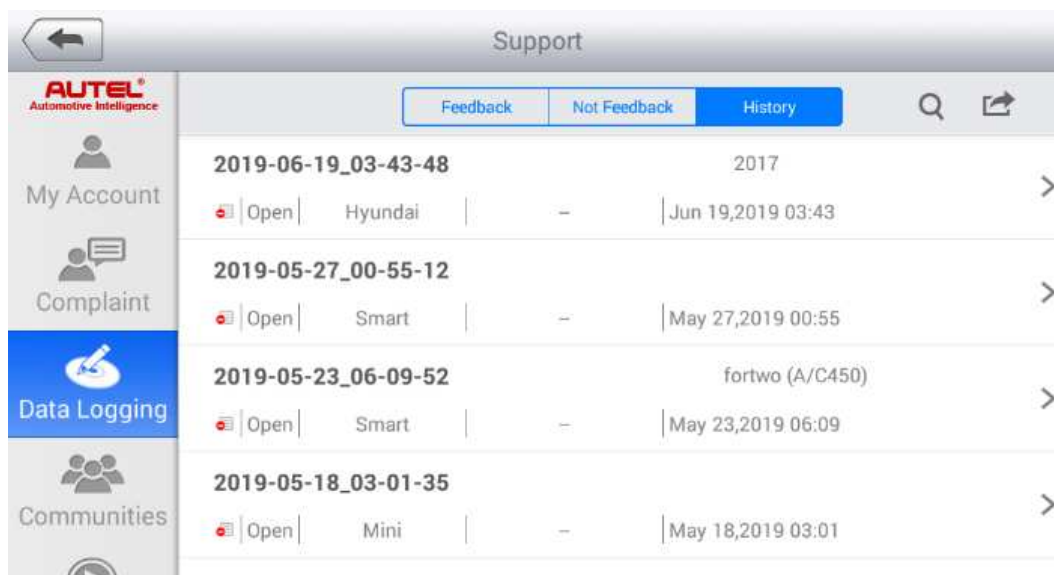 Support
AUTEL®
Automotive Intelligence
My Account
Complaint
Data Logging
Communities
Feedback Not Feedback History
2019-06-19_03-43-48 2017
Open Hyundai -- Jun 19,2019 03:43
2019-05-27_00-55-12
Open Smart -- May 27,2019 00:55
2019-05-23_06-09-52 fortwo (A/C450)
Open Smart -- May 23,2019 06:09
2019-05-18_03-01-35
Open Mini -- May 18,2019 03:01